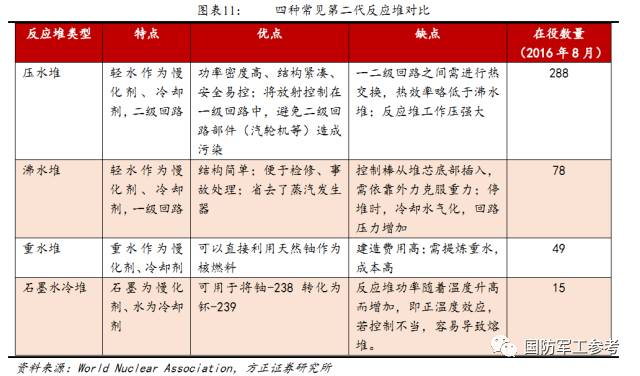 图表11: 四种常见第二代反应堆对比
反应堆类型 特点 优点 缺点 在役数量
(2016年8月)
压水堆 轻水作为慢 功率密度高、结构紧凑、 一二级回路之间需进行热 288
化剂、冷却 安全易控;将放射控制在 交换,热效率略低于沸水
剂,二级回路 一级回路中,避免二级回 堆;反应堆工作压强大
路部件(汽轮机等)造成
污染
沸水堆 轻水作为慢 结构简单;便于检修、事 控制棒从堆芯底部插入, 78
化剂、冷却 故处理;省去了蒸汽发生 需依靠外力克服重力;停
剂,一级回路 器 堆时,冷却水气化,回路
压力增加
重水堆 重水作为慢 可以直接利用天然铀作为 建造费用高;需提炼重水, 49
化剂、冷却剂 核燃料 成本高
石墨水冷堆 石墨为慢化 可用于将铀-238 转化为 反应堆功率随着温度升高 15
剂、水为冷却 钚-239 而增加,即正温度效应,
剂 若控制不当,容易导致熔
堆。
国防军工参考
资料来源:World Nuclear Association,方正证券研究所